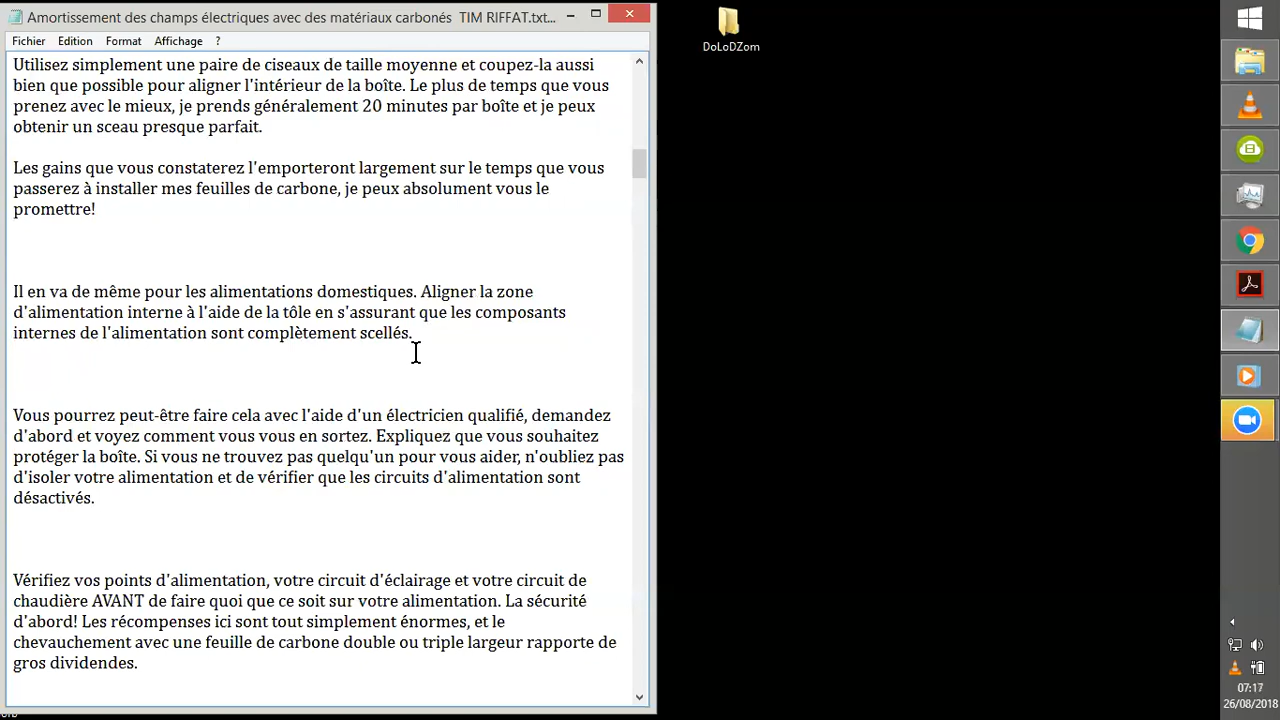 Amortissement des champs électriques avec des matériaux carbonés  TIM RIFFAT.txt...
Fichier Edition Format Affichage ?
Utilisez simplement une paire de ciseaux de taille moyenne et coupez-la aussi
bien que possible pour aligner l'intérieur de la boîte. Le plus de temps que vous
prenez avec le mieux, je prends généralement 20 minutes par boîte et je peux
obtenir un sceau presque parfait.
Les gains que vous constaterez l'emporteront largement sur le temps que vous
passerez à installer mes feuilles de carbone, je peux absolument vous le
promettre!
Il en va de même pour les alimentations domestiques. Aligner la zone
d'alimentation interne à l'aide de la tôle en s'assurant que les composants
internes de l'alimentation sont complètement scellés.
Vous pourrez peut-être faire cela avec l'aide d'un électricien qualifié, demandez
d'abord et voyez comment vous vous en sortez. Expliquez que vous souhaitez
protéger la boîte. Si vous ne trouvez pas quelqu'un pour vous aider, n'oubliez pas
d'isoler votre alimentation et de vérifier que les circuits d'alimentation sont
désactivés.
Vérifiez vos points d'alimentation, votre circuit d'éclairage et votre circuit de
chaudière AVANT de faire quoi que ce soit sur votre alimentation. La sécurité
d'abord! Les récompenses ici sont tout simplement énormes, et le
chevauchement avec une feuille de carbone double ou triple largeur rapporte de
gros dividendes.
DoLoDZom
07:17
26/08/2018